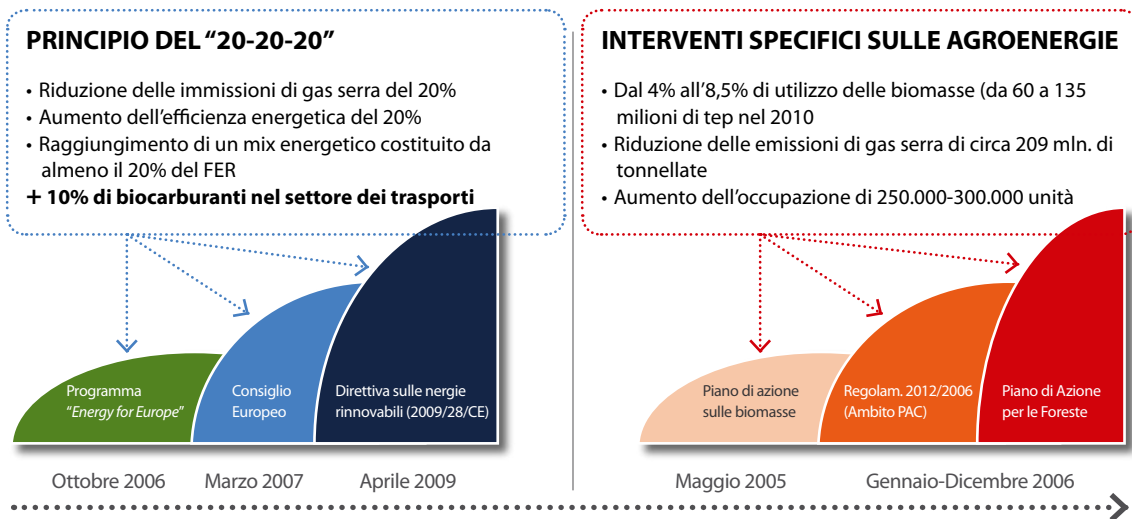 PRINCIPIO DEL “20-20-20”
• Riduzione delle immissioni di gas serra del 20%
• Aumento dell’efficienza energetica del 20%
• Raggiungimento di un mix energetico costituito da
almeno il 20% del FER
+ 10% di biocarburanti nel settore dei trasporti
Programma
“Energy for Europe”
Consiglio
Europeo
Direttiva sulle nergie
rinnovabili (2009/28/CE)
Ottobre 2006
Marzo 2007
Aprile 2009
INTERVENTI SPECIFICI SULLE AGROENERGIE
• Dal 4% all’8,5% di utilizzo delle biomasse (da 60 a 135
milioni di tep nel 2010
• Riduzione delle emissioni di gas serra di circa 209 mln. di
tonnellate
• Aumento dell’occupazione di 250.000-300.000 unità
Piano di azione
sulle biomasse
Regolam. 2012/2006
(Ambito PAC)
Piano di Azione
per le Foreste
Maggio 2005
Gennaio-Dicembre 2006